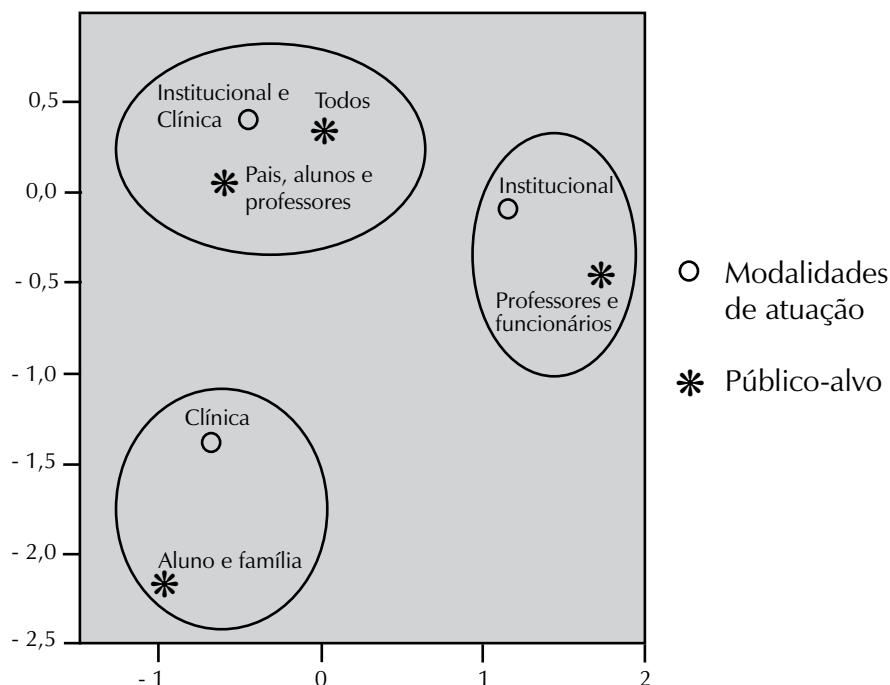 0,5
0,0
- 0,5
- 1,0
- 1,5
- 2,0
- 2,5
Institucional e
Clínica
Todos
Pais, alunos e
professores
Institucional
Professores e
funcionários
Clínica
Aluno e família
- 1
0
1
2
Modalidades
de atuação
Público-alvo